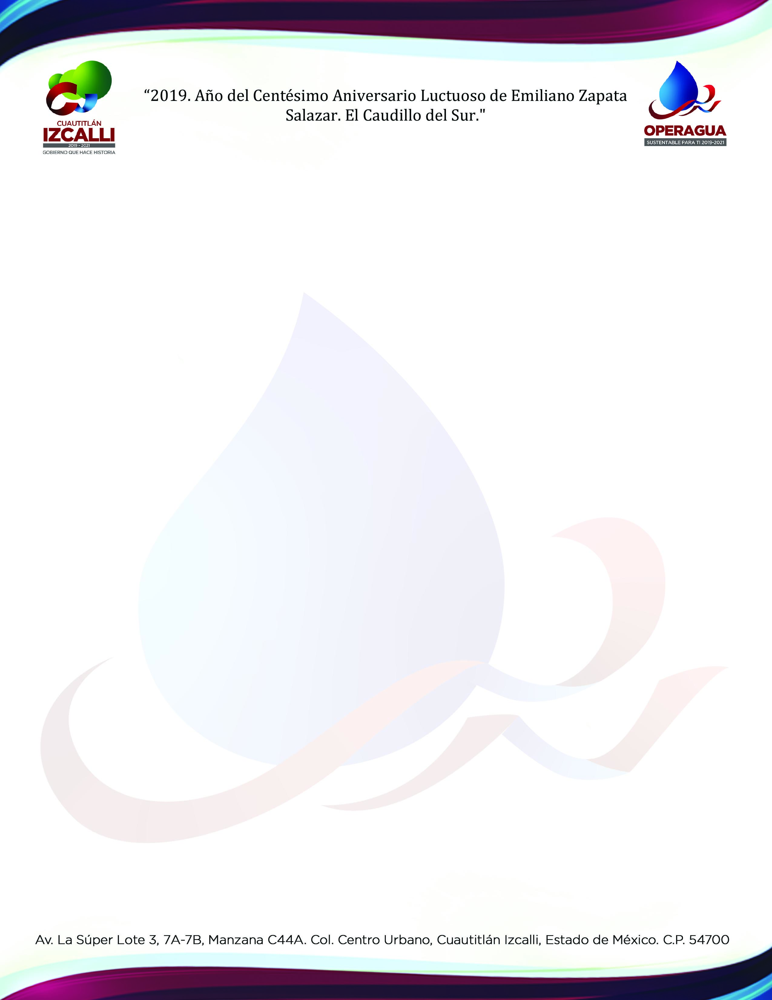 “2019. Año del Centésimo Aniversario Luctuoso de Emiliano Zapata
Salazar. El Caudillo del Sur."
CUAUTITLÁN
IZCALLI
2019 - 2021
GOBIERNO QUE HACE HISTORIA
OPERAGUA
SUSTENTABLE PARA TI 2019-2021
Av. La Súper Lote 3, 7A-7B, Manzana C44A. Col. Centro Urbano, Cuautitlán Izcalli, Estado de México. C.P. 54700